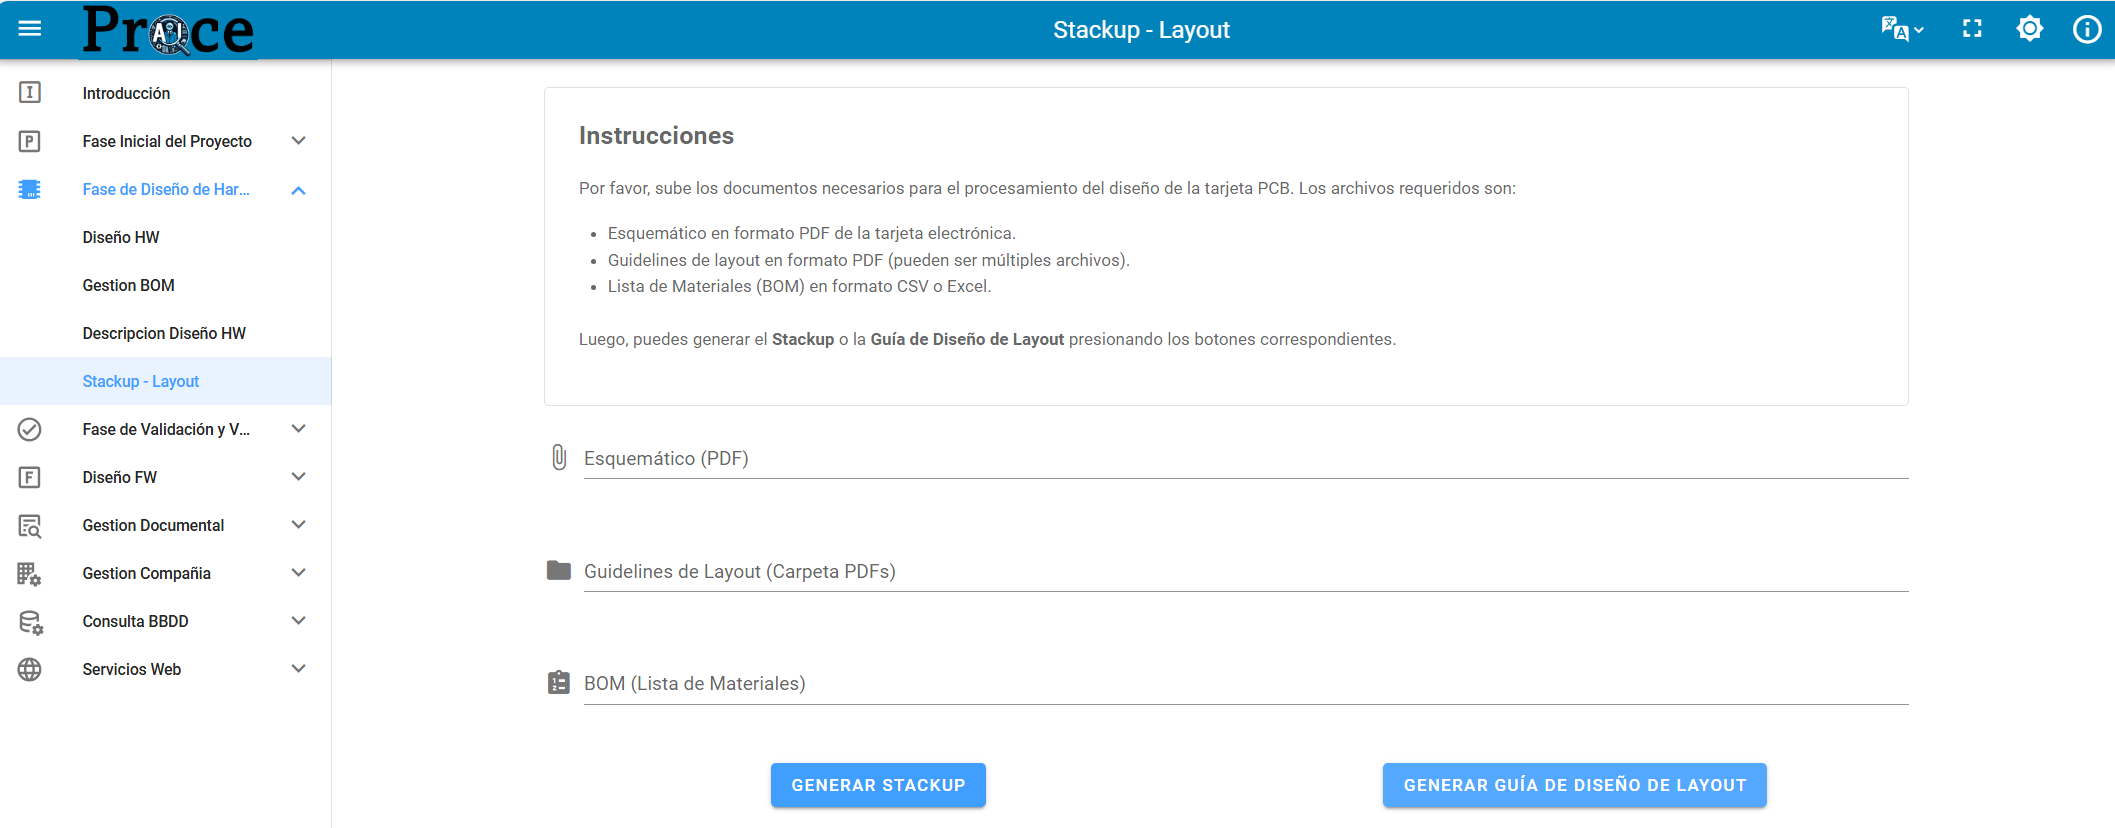 PrAIce
Stackup - Layout
Introducción
Fase Inicial del Proyecto
Fase de Diseño de Har...
Diseño HW
Gestion BOM
Descripcion Diseño HW
Stackup - Layout
Fase de Validación y V...
Diseño FW
Gestion Documental
Gestion Compañia
Consulta BBDD
Servicios Web
Instrucciones
Por favor, sube los documentos necesarios para el procesamiento del diseño de la tarjeta PCB. Los archivos requeridos son:
• Esquemático en formato PDF de la tarjeta electrónica.
• Guidelines de layout en formato PDF (pueden ser múltiples archivos).
• Lista de Materiales (BOM) en formato CSV o Excel.
Luego, puedes generar el Stackup o la Guía de Diseño de Layout presionando los botones correspondientes.
Esquemático (PDF)
Guidelines de Layout (Carpeta PDFs)
BOM (Lista de Materiales)
GENERAR STACKUP
GENERAR GUÍA DE DISEÑO DE LAYOUT